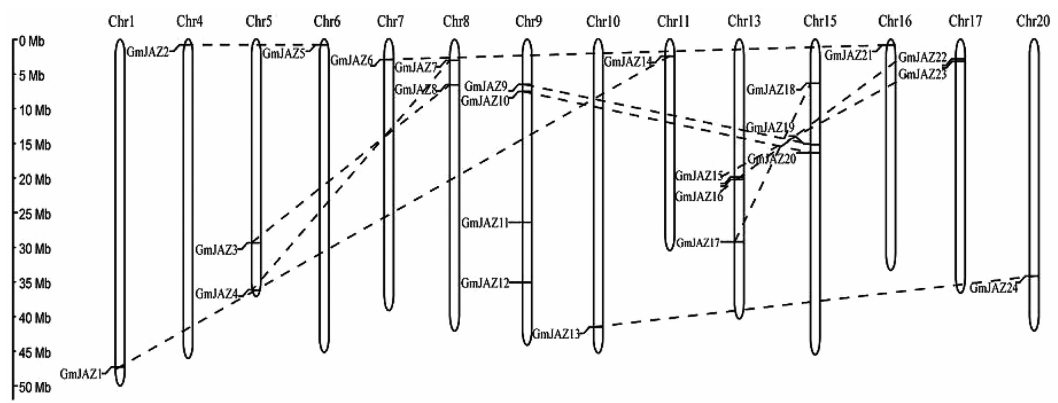 Chr1 Chr4 Chr5 Chr6 Chr7 Chr8 Chr9 Chr10 Chr11 Chr13 Chr15 Chr16 Chr17 Chr20
0 Mb
GmJAZ2 GmJAZ5 GmJAZ6 GmJAZ7 GmJAZ14 GmJAZ21 GmJAZ22
GmJAZ23
5 Mb
GmJAZ8 GmJAZ9 GmJAZ18
GmJAZ10
10 Mb
GmJAZ19
15 Mb
GmJAZ20
GmJAZ15
20 Mb
GmJAZ16
25 Mb
GmJAZ11
GmJAZ17
30 Mb
GmJAZ3
35 Mb
GmJAZ12
GmJAZ4 GmJAZ24
40 Mb
GmJAZ13
45 Mb
GmJAZ1
50 Mb